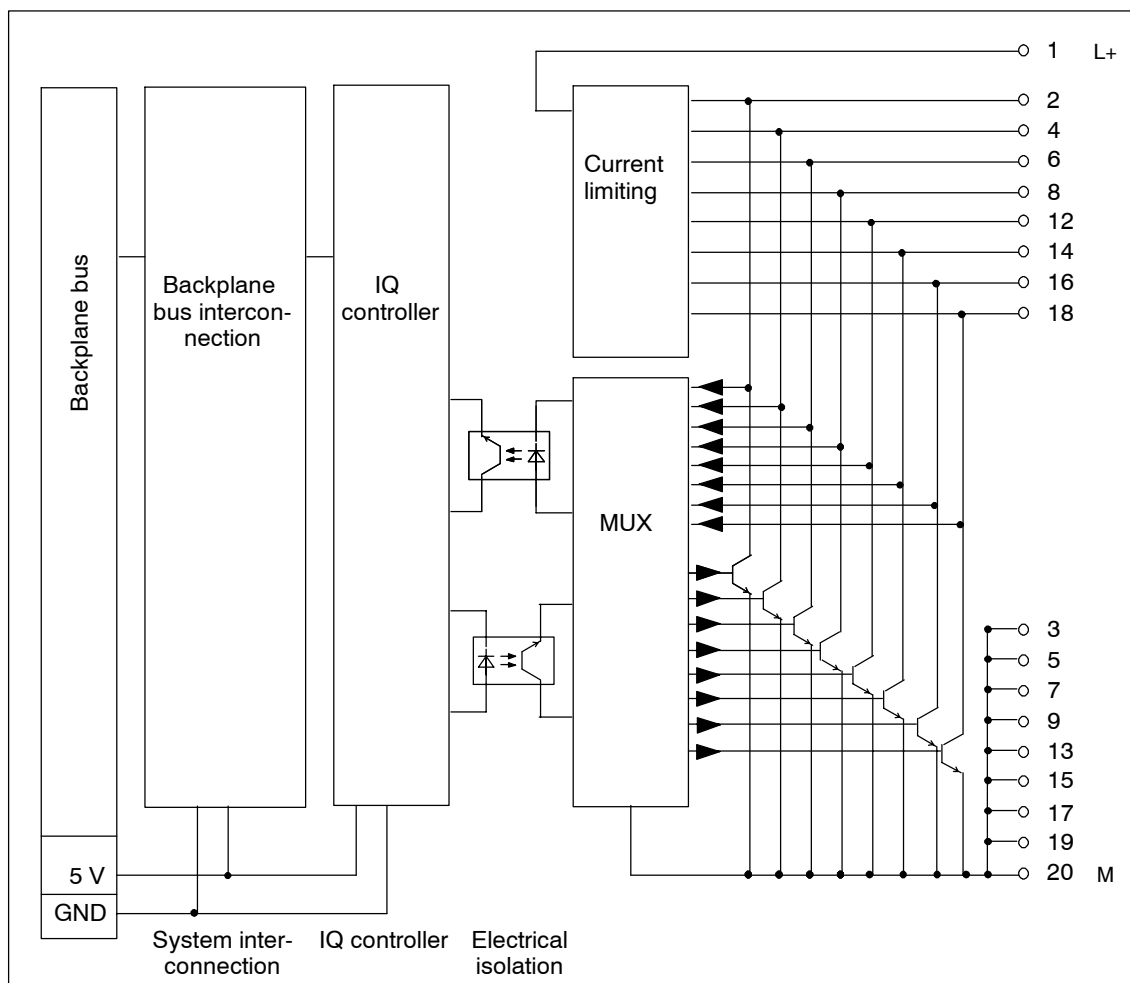 1 L+
2
4
6
8
12
14
16
18
Current
limiting
Backplane bus
Backplane
bus intercon-
nection
IQ
controller
MUX
3
5
7
9
13
15
17
19
20 M
5 V
GND
System inter-
connection
IQ controller
Electrical
isolation